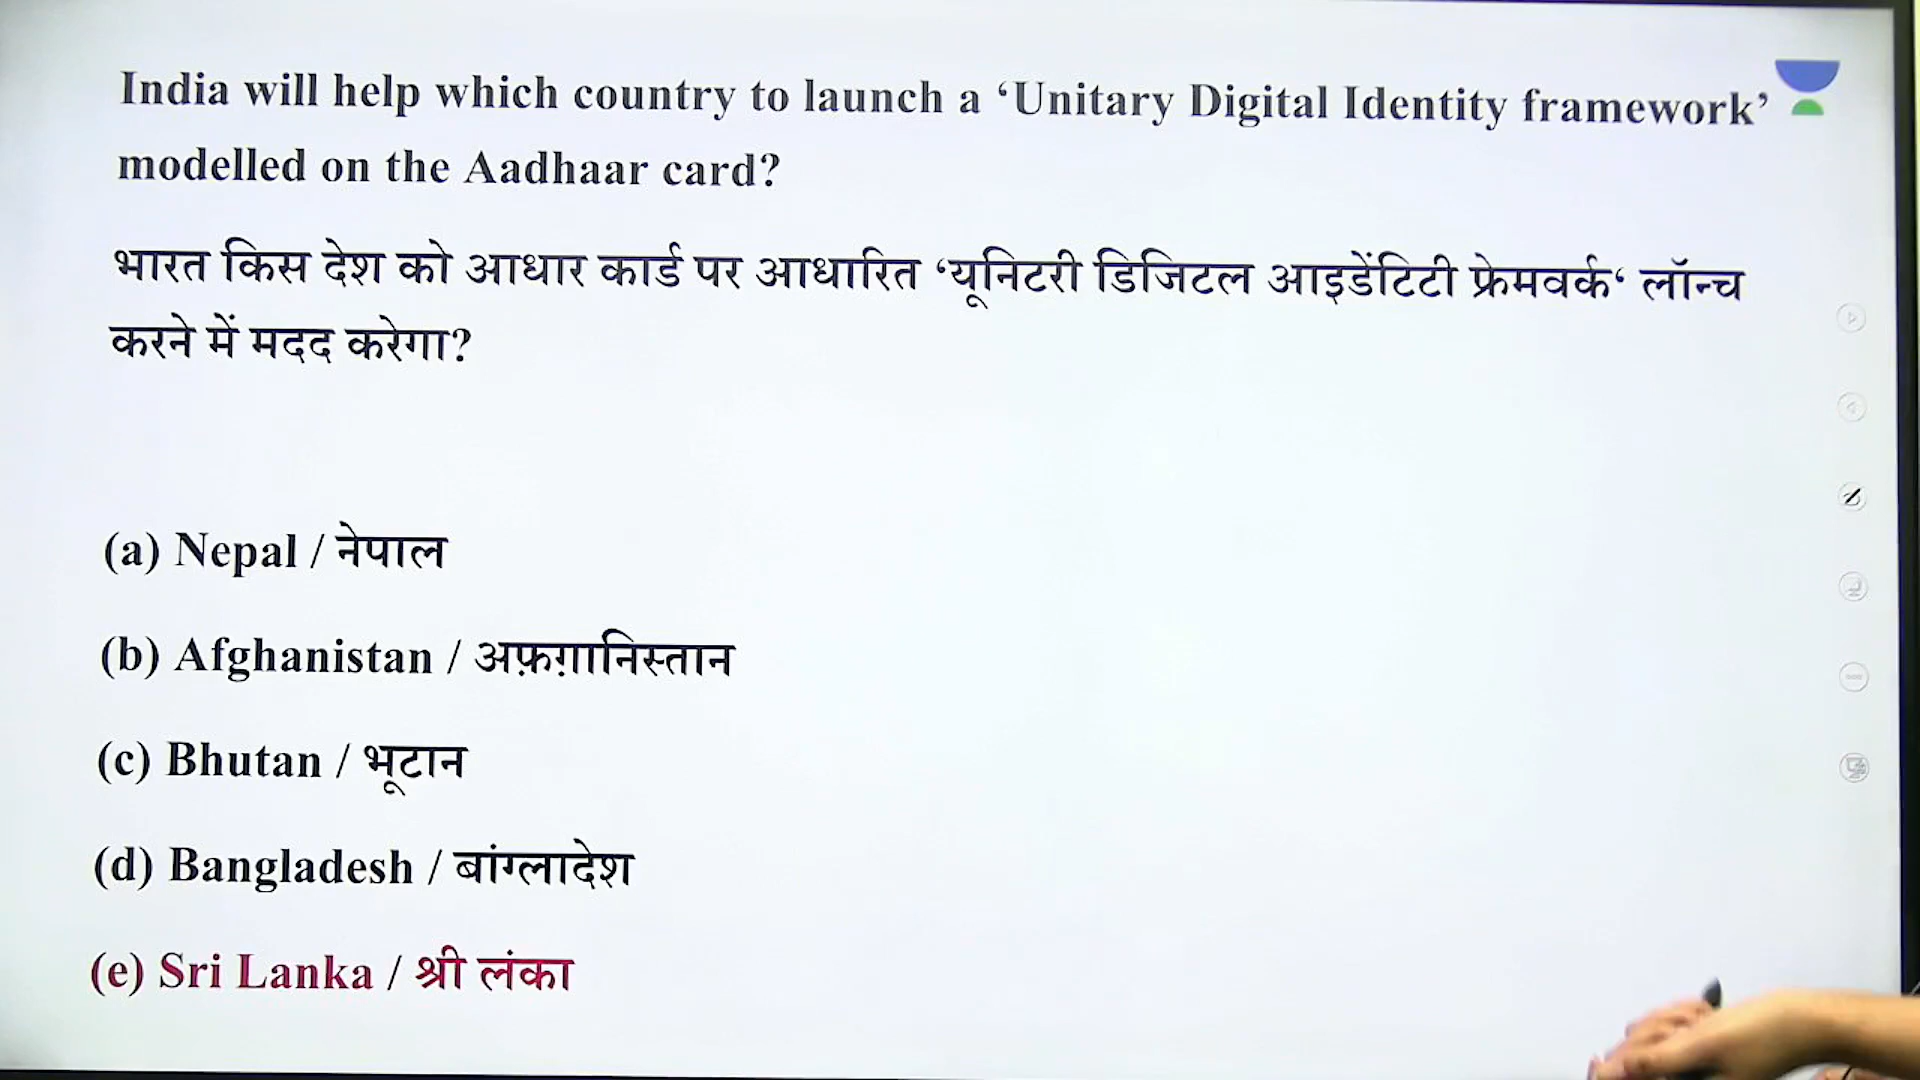 India will help which country to launch a ‘Unitary Digital Identity framework’
modelled on the Aadhaar card?
भारत किस देश को आधार कार्ड पर आधारित ‘यूनिटरी डिजिटल आइडेंटिटी फ्रेमवर्क‘ लॉन्च
करने में मदद करेगा?
(a) Nepal / नेपाल
(b) Afghanistan / अफ़ग़ानिस्तान
(c) Bhutan / भूटान
(d) Bangladesh / बांग्लादेश
(e) Sri Lanka / श्री लंका